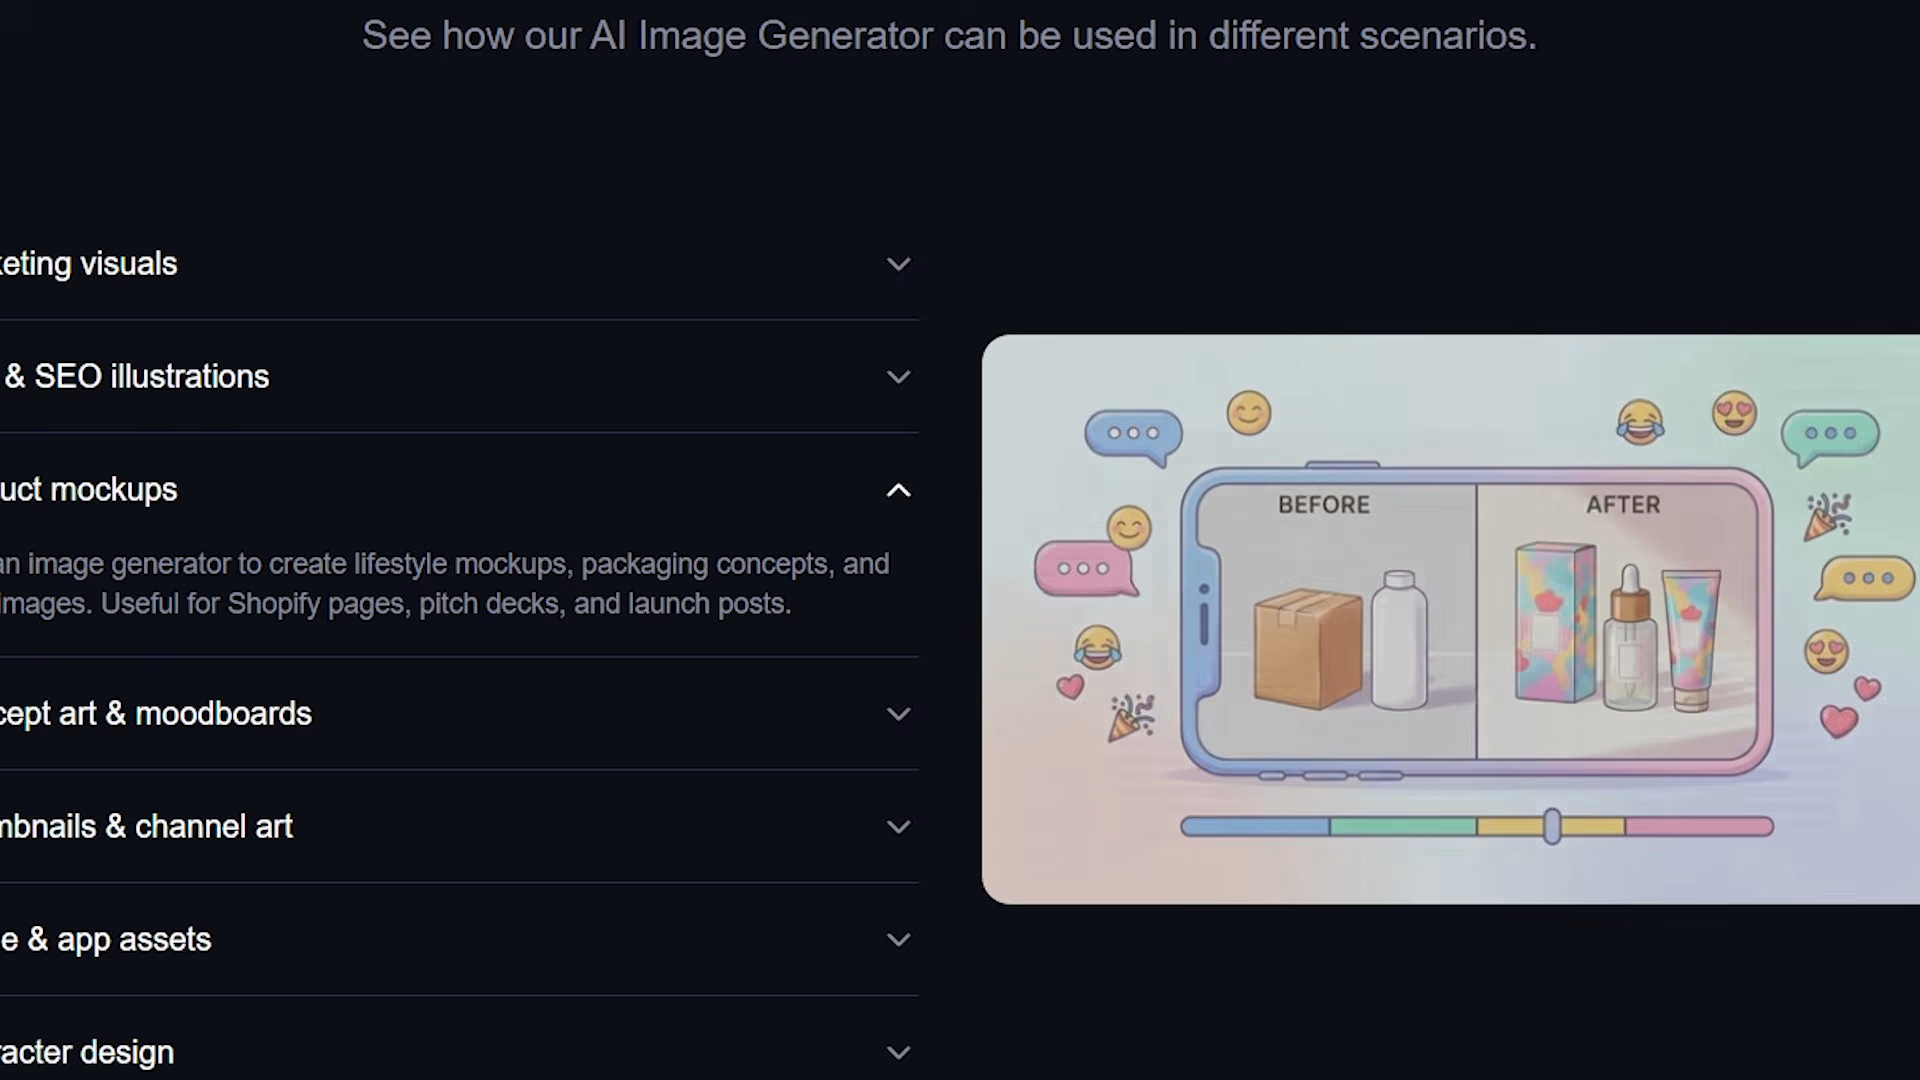 See how our AI Image Generator can be used in different scenarios.
keting visuals
& SEO illustrations
uct mockups
an image generator to create lifestyle mockups, packaging concepts, and
images. Useful for Shopify pages, pitch decks, and launch posts.
cept art & moodboards
mbnails & channel art
e & app assets
racter design
BEFORE
AFTER